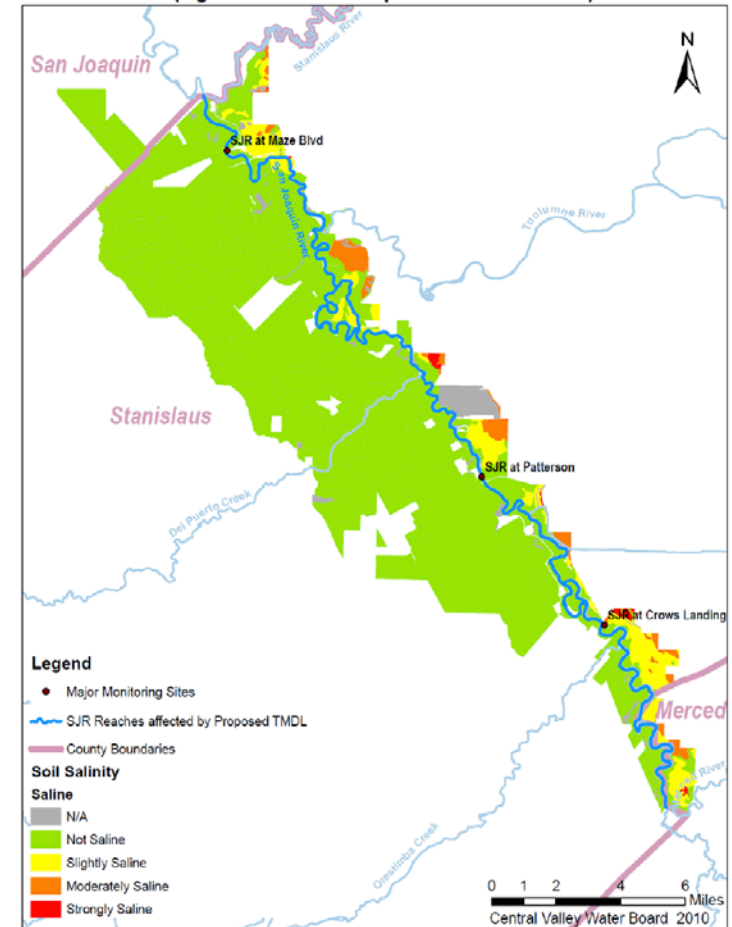 Stanislaus River
San Joaquin
N
SJR at Maze Blvd
San Joaquin River
Tuolumne River
Stanislaus
SJR at Patterson
Del Puerto Creek
SJR at Crows Landing
Legend
Major Monitoring Sites
SJR Reaches affected by Proposed TMDL
County Boundaries
Merced
River
Soil Salinity
Saline
N/A
Not Saline
Slightly Saline
Moderately Saline
Strongly Saline
Orestimba Creek
0 1 2 4 6
Miles
Central Valley Water Board 2010